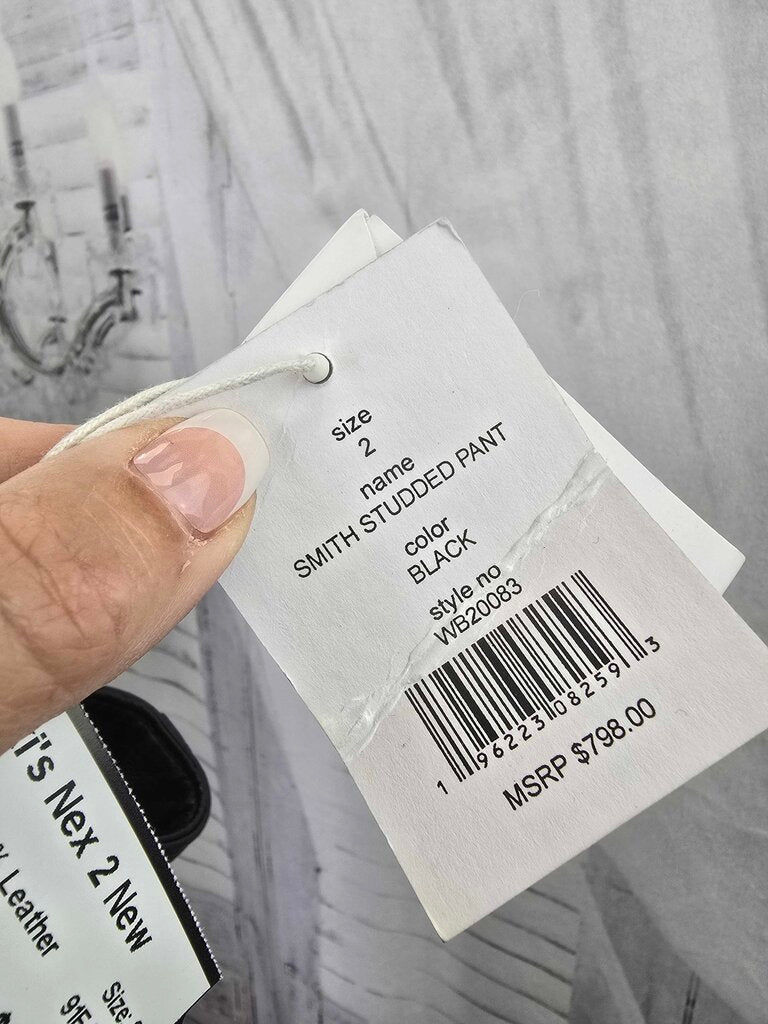 size
2
name
SMITH STUDDED PANT
color
BLACK
style no
WB20083
1 96223 08259 3
MSRP $798.00
's Nex 2 New
Leather
Size: